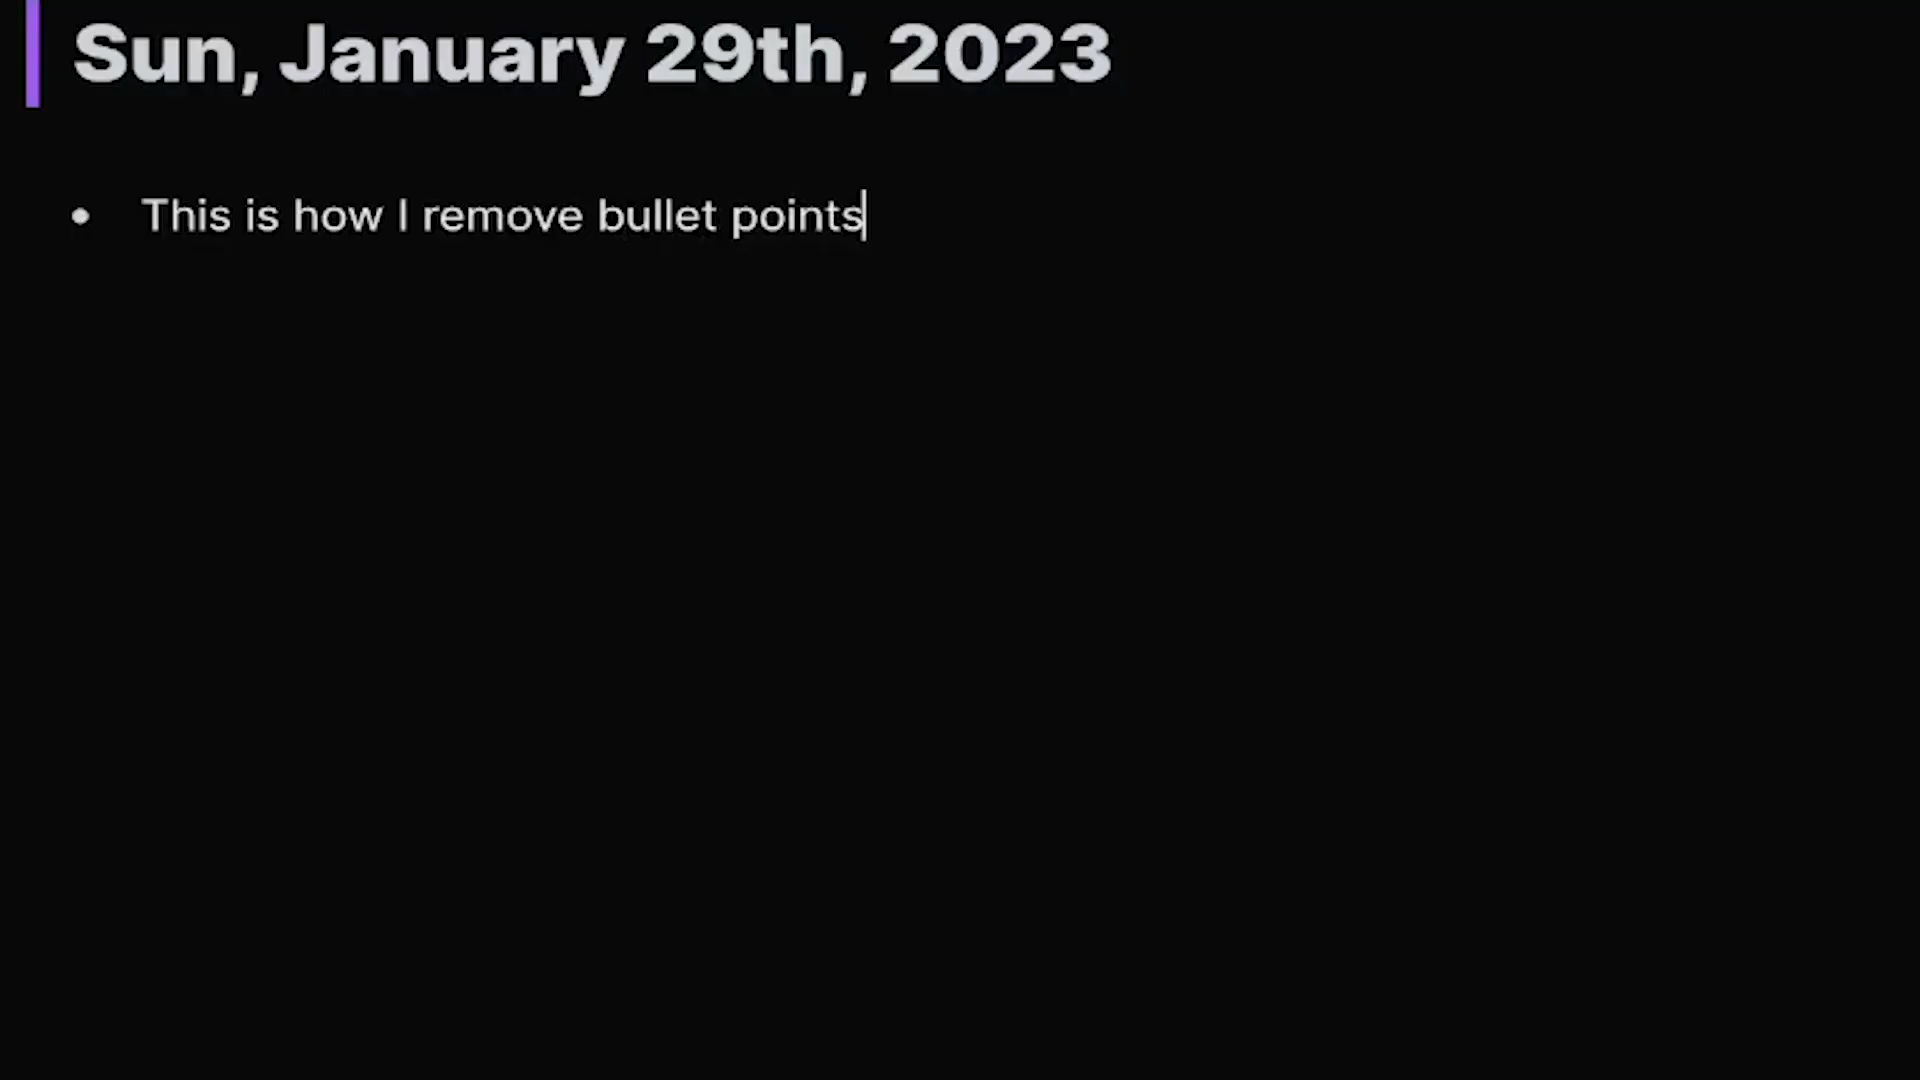 Sun, January 29th, 2023
• This is how I remove bullet points